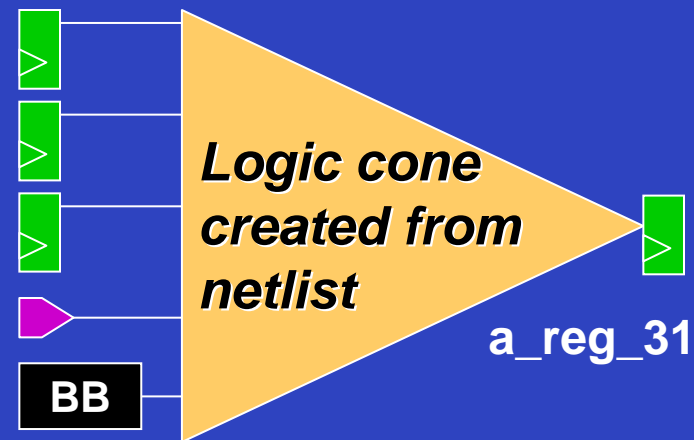 Logic cone
created from
netlist
a_reg_31
BB